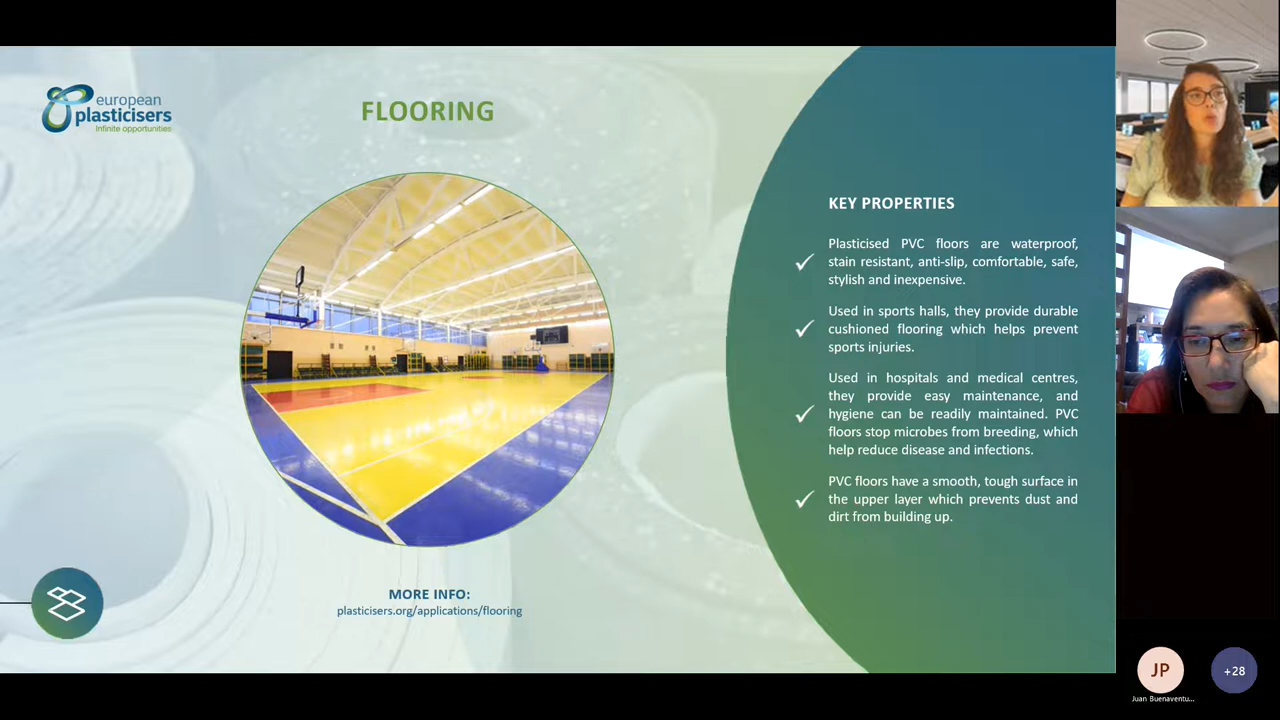 european
plasticisers
Infinite opportunities
FLOORING
KEY PROPERTIES
Plasticised PVC floors are waterproof,
stain resistant, anti-slip, comfortable, safe,
stylish and inexpensive.
Used in sports halls, they provide durable
cushioned flooring which helps prevent
sports injuries.
Used in hospitals and medical centres,
they provide easy maintenance, and
hygiene can be readily maintained. PVC
floors stop microbes from breeding, which
help reduce disease and infections.
PVC floors have a smooth, tough surface in
the upper layer which prevents dust and
dirt from building up.
MORE INFO:
plasticisers.org/applications/flooring
JP
Juan Buenaventu...
+28